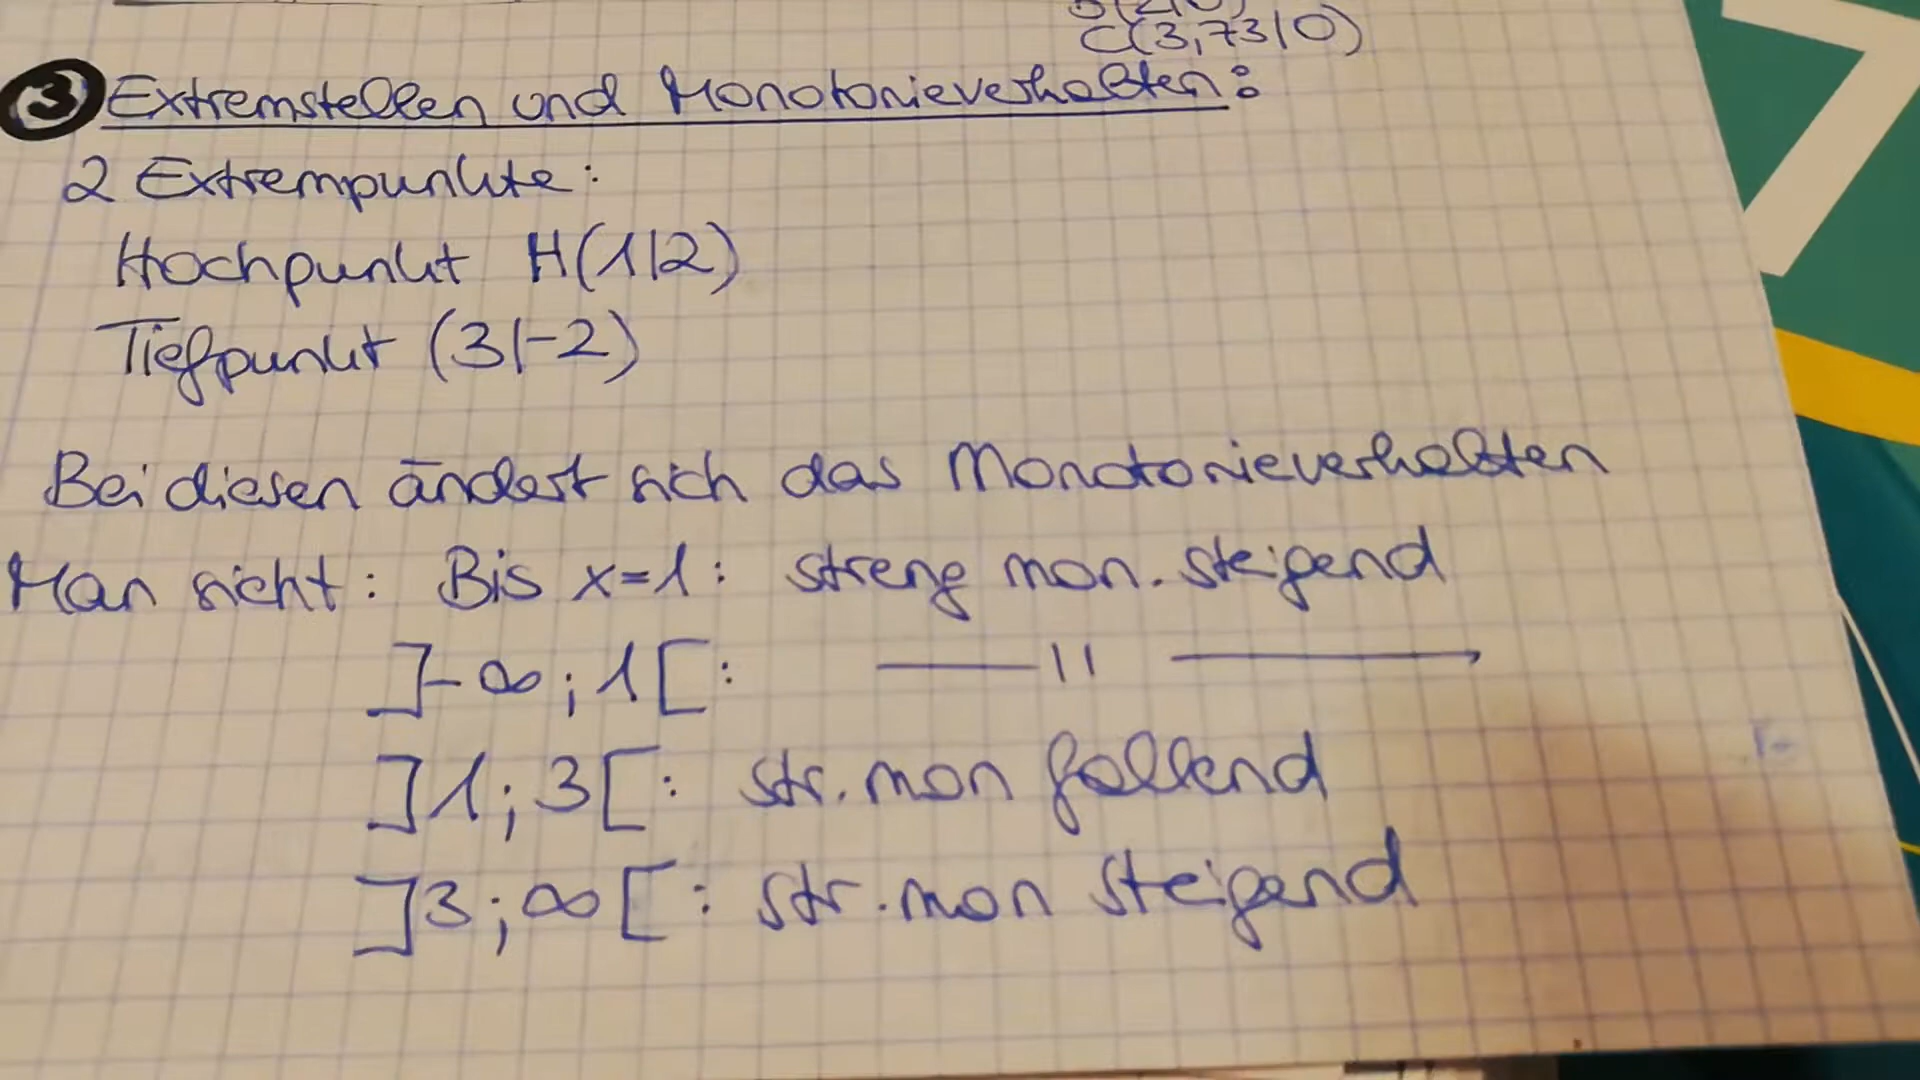 C(3,73|0)
③ Extremstellen und Monotonieverhalten:
2 Extrempunkte:
Hochpunkt H(1|2)
Tiefpunkt (3|-2)
Bei diesen ändert sich das Monotonieverhalten
Man sieht: Bis x=1: streng mon. steigend
]-∞;1[: —— 11 ——→
]1;3[: str. mon fallend
]3;∞[: str. mon steigend
7